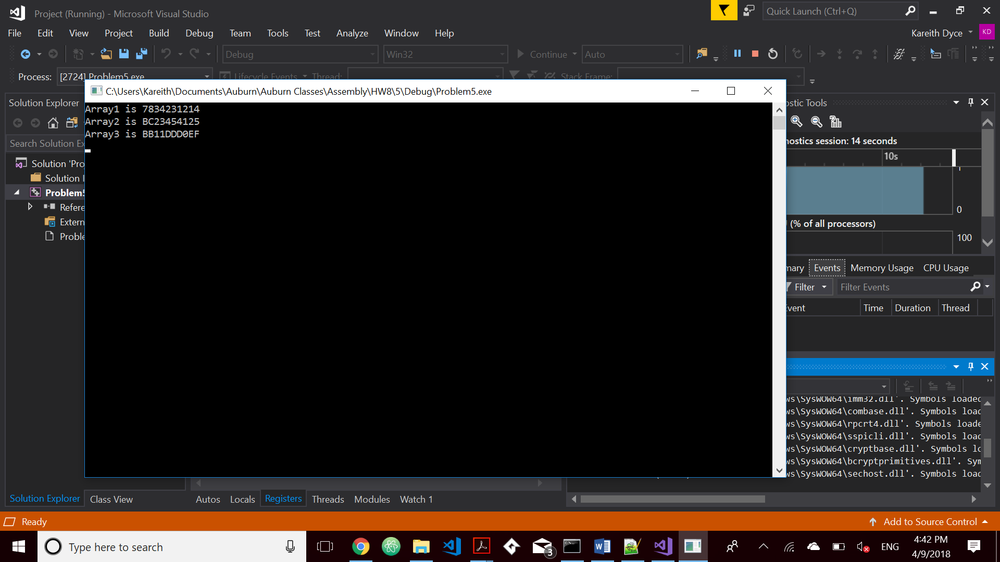 Project (Running) - Microsoft Visual Studio
Quick Launch (Ctrl+Q)
File Edit View Project Build Debug Team Tools Test Analyze Window Help
Kareith Dyce KD
Debug Win32 Continue Auto
Process: [2724] Problem5.exe Lifecycle Events Thread: Stack Frame:
C:\Users\Kareith\Documents\Auburn\Auburn Classes\Assembly\HW8\5\Debug\Problem5.exe
Array1 is 7834231214
Array2 is BC23454125
Array3 is BB11DDD0EF
Solution Explorer
Search Solution Ex
Solution 'Pro
Solution I
Problem5
Refere
Extern
Proble
Solution Explorer Class View
ostic Tools
nostics session: 14 seconds
10s
0
(% of all processors)
100
mary Events Memory Usage CPU Usage
Filter Filter Events
Event Time Duration Thread
ws\SysWOW64\imm32.dll'. Symbols loaded
ws\SysWOW64\combase.dll'. Symbols load
ws\SysWOW64\rpcrt4.dll'. Symbols loade
ws\SysWOW64\sspicli.dll'. Symbols load
ws\SysWOW64\cryptbase.dll'. Symbols lo
ws\SysWOW64\bcryptprimitives.dll'. Sym
ws\SysWOW64\sechost.dll'. Symbols load
Autos Locals Registers Threads Modules Watch 1
Ready
Add to Source Control
Type here to search
3
ENG
4:42 PM
4/9/2018